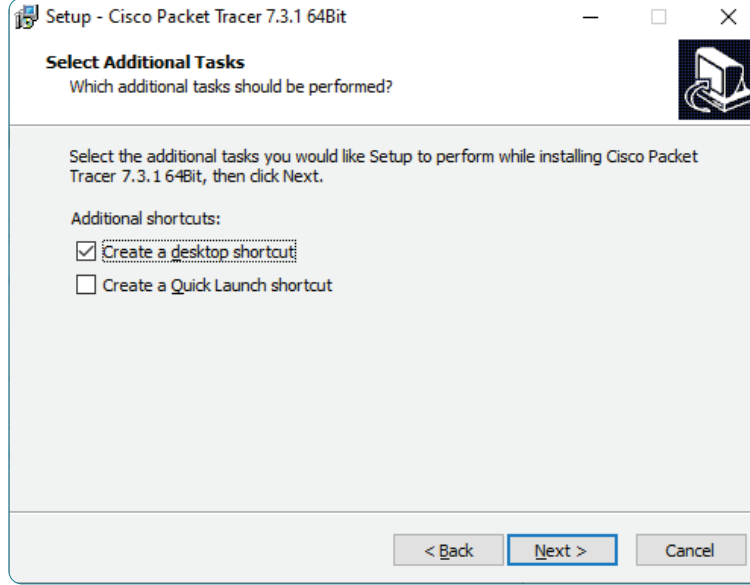 Setup - Cisco Packet Tracer 7.3.1 64Bit
Select Additional Tasks
Which additional tasks should be performed?
Select the additional tasks you would like Setup to perform while installing Cisco Packet
Tracer 7.3.1 64Bit, then click Next.
Additional shortcuts:
Create a desktop shortcut
Create a Quick Launch shortcut
< Back
Next >
Cancel